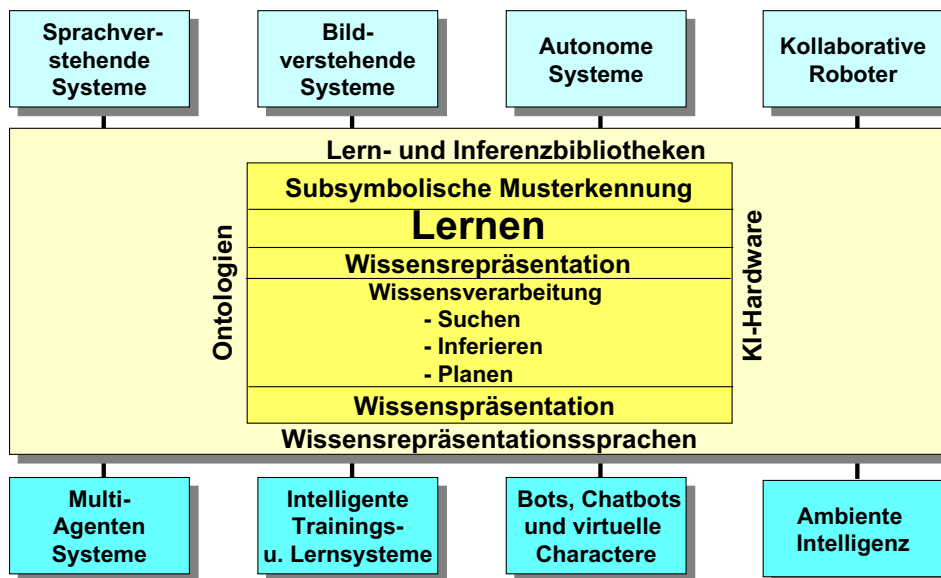 Sprachver-
stehende
Systeme
Bild-
verstehende
Systeme
Autonome
Systeme
Kollaborative
Roboter
Lern- und Inferenzbibliotheken
Ontologien
Subsymbolische Musterkennung
Lernen
Wissensrepräsentation
Wissensverarbeitung
- Suchen
- Inferieren
- Planen
Wissenspräsentation
KI-Hardware
Wissensrepräsentationssprachen
Multi-
Agenten
Systeme
Intelligente
Trainings-
u. Lernsysteme
Bots, Chatbots
und virtuelle
Charactere
Ambiente
Intelligenz